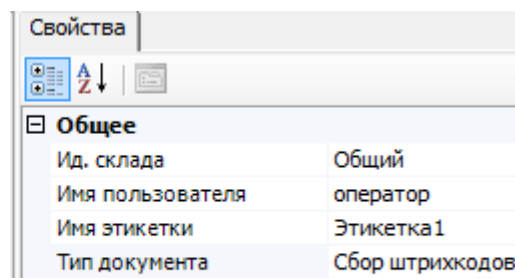 Свойства
Общее
Ид. склада Общий
Имя пользователя оператор
Имя этикетки Этикетка1
Тип документа Сбор штрихкодов